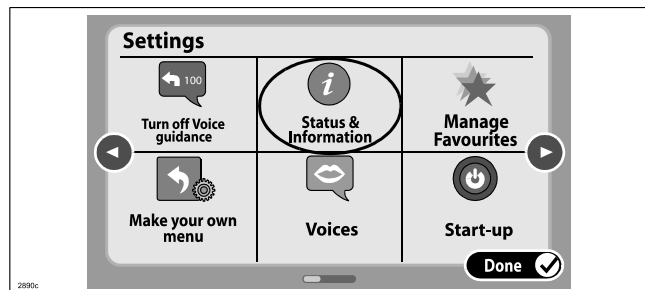 Settings
100
Turn off Voice
guidance
i
Status &
Information
Manage
Favourites
Make your own
menu
Voices
Start-up
Done
2890c